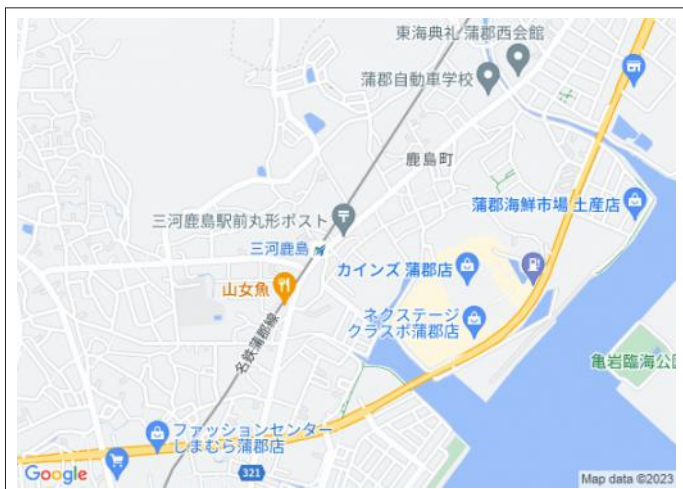 東海典礼 蒲郡西会館
蒲郡自動車学校
鹿島町
三河鹿島駅前丸形ポスト
蒲郡海鮮市場 土産店
三河鹿島
カインズ 蒲郡店
山女魚
ネクステージ
クラスポ蒲郡店
名鉄蒲郡線
亀岩臨海公園
ファッションセンター
しまむら蒲郡店
321
Google
Map data ©2023